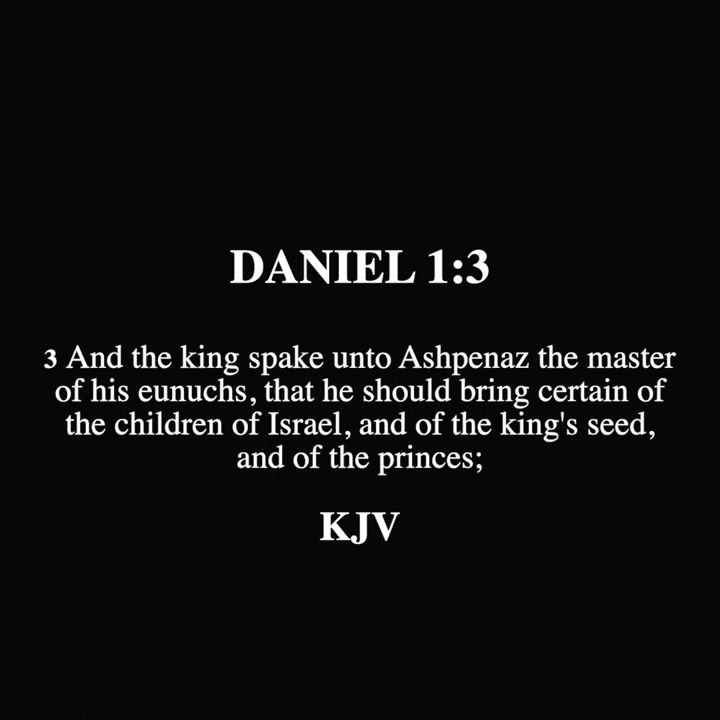 DANIEL 1:3
3 And the king spake unto Ashpenaz the master
of his eunuchs, that he should bring certain of
the children of Israel, and of the king's seed,
and of the princes;
KJV